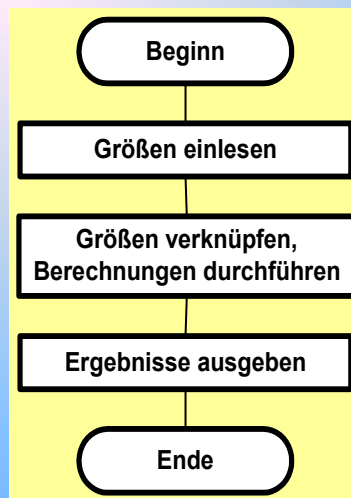 Beginn
Größen einlesen
Größen verknüpfen,
Berechnungen durchführen
Ergebnisse ausgeben
Ende